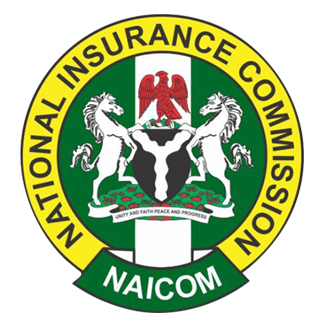 NATIONAL INSURANCE COMMISSION
UNITY AND FAITH PEACE AND PROGRESS
NAICOM